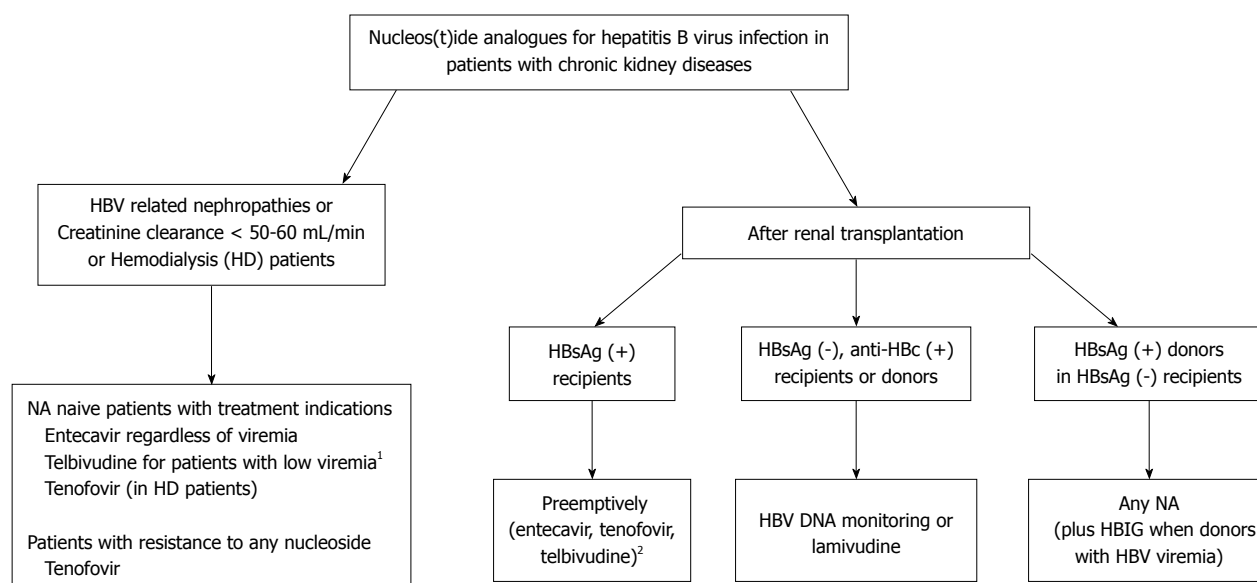 Nucleos(t)ide analogues for hepatitis B virus infection in
patients with chronic kidney diseases
HBV related nephropathies or
Creatinine clearance < 50-60 mL/min
or Hemodialysis (HD) patients
After renal transplantation
HBsAg (+)
recipients
HBsAg (-), anti-HBc (+)
recipients or donors
HBsAg (+) donors
in HBsAg (-) recipients
NA naive patients with treatment indications
Entecavir regardless of viremia
Telbivudine for patients with low viremia¹
Tenofovir (in HD patients)
Patients with resistance to any nucleoside
Tenofovir
Preemptively
(entecavir, tenofovir,
telbivudine)²
HBV DNA monitoring or
lamivudine
Any NA
(plus HBIG when donors
with HBV viremia)